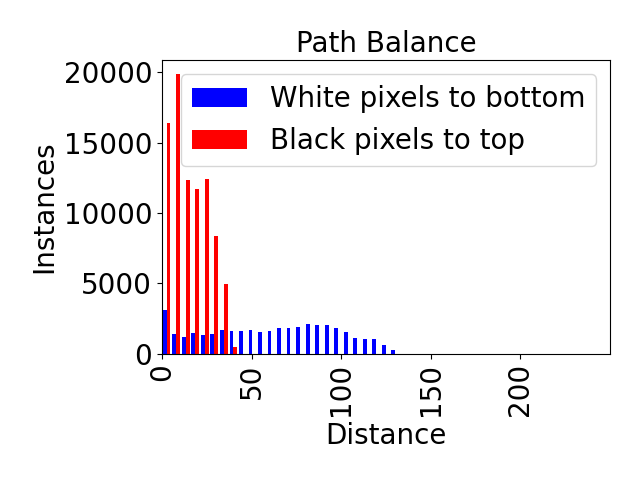 Path Balance
20000
15000
10000
5000
0
Instances
White pixels to bottom
Black pixels to top
0
50
100
150
200
Distance